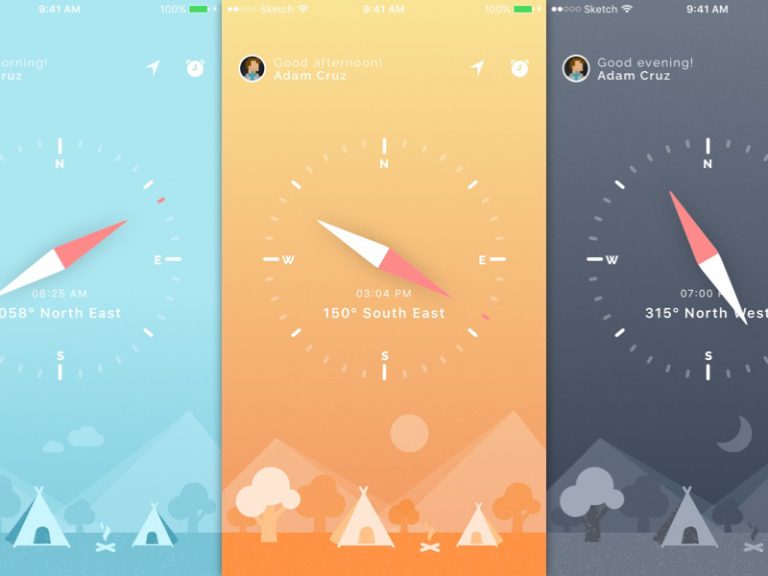 9:41 AM
100%
orning!
ruz
N
E
S
08:25 AM
058° North East
Sketch
9:41 AM
100%
Good afternoon!
Adam Cruz
N
W
E
S
03:04 PM
150° South East
Sketch
9:41 AM
Good evening!
Adam Cruz
N
W
S
07:00
315° North West